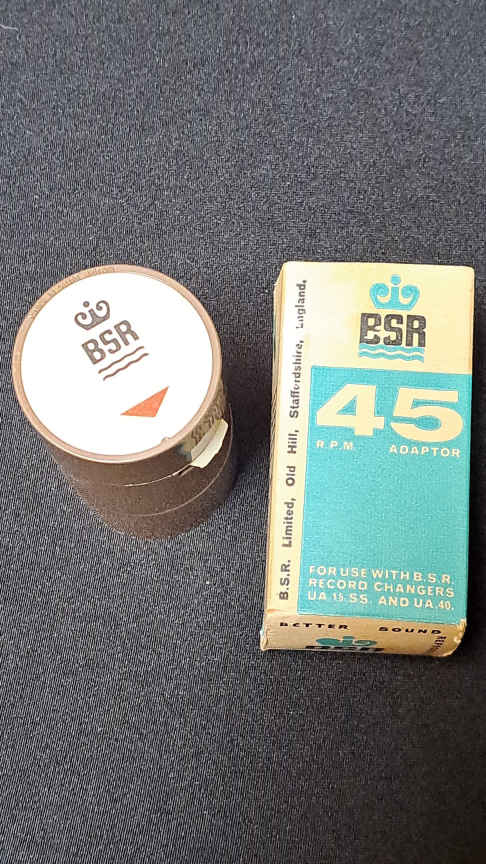 BSR
B.S.R. Limited, Old Hill, Staffordshire, England,
BSR
45
R.P.M. ADAPTOR
FOR USE WITH B.S.R.
RECORD CHANGERS
UA.15.SS. AND UA.40.
BETTER SOUND
BSR